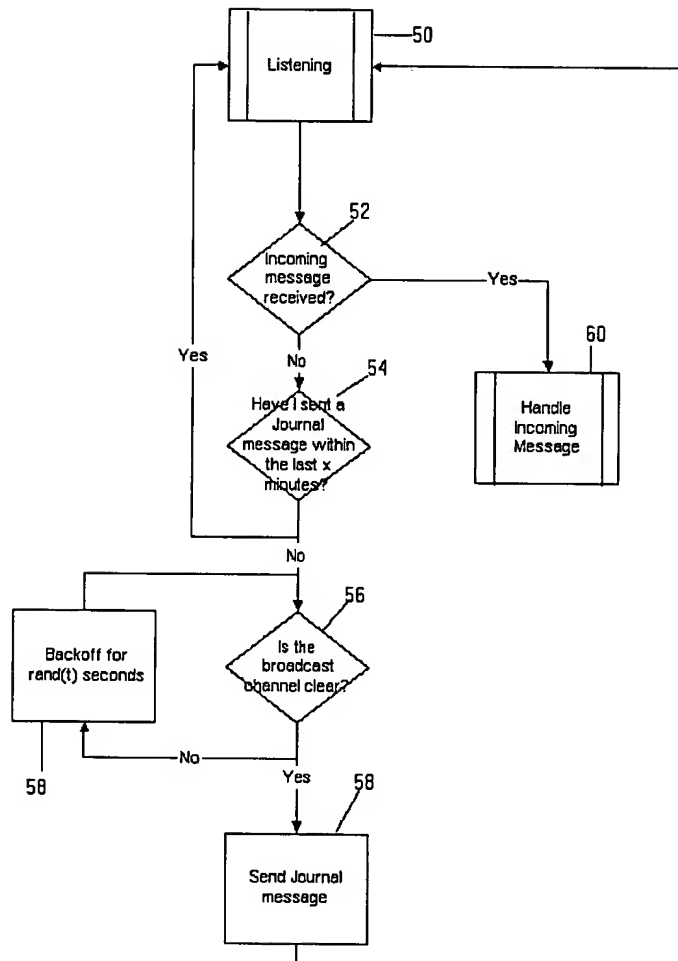 50
Listening
52
Incoming
message
received?
Yes
Yes
No
54
60
Have I sent a
Journal
message within
the last x
minutes?
Handle
Incoming
Message
No
56
Backoff for
rand(t) seconds
Is the
broadcast
channel clear?
No
58
Yes
58
Send Journal
message